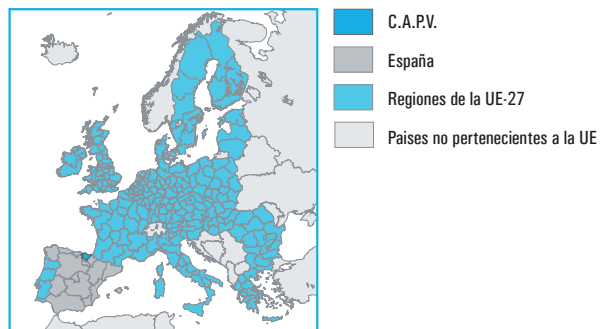 C.A.P.V.
España
Regiones de la UE-27
Paises no pertenecientes a la UE